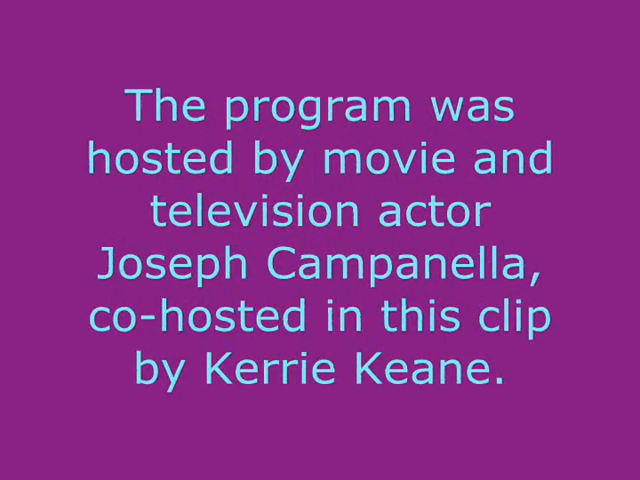 The program was
hosted by movie and
television actor
Joseph Campanella,
co-hosted in this clip
by Kerrie Keane.